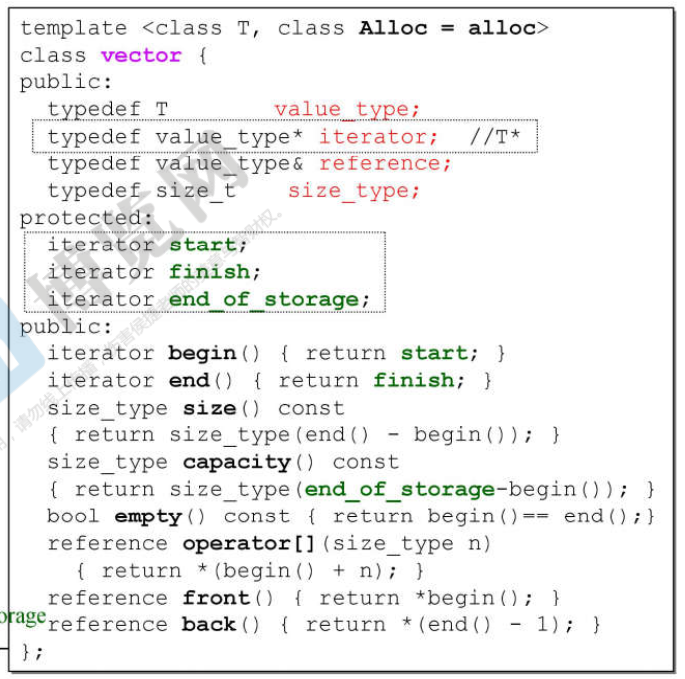 template <class T, class Alloc = alloc>
class vector {
public:
typedef T value_type;
typedef value_type* iterator; //T*
typedef value_type& reference;
typedef size_t size_type;
protected:
iterator start;
iterator finish;
iterator end_of_storage;
public:
iterator begin() { return start; }
iterator end() { return finish; }
size_type size() const
{ return size_type(end() - begin()); }
size_type capacity() const
{ return size_type(end_of_storage-begin()); }
bool empty() const { return begin()== end();}
reference operator[](size_type n)
{ return *(begin() + n); }
reference front() { return *begin(); }
orage
reference back() { return *(end() - 1); }
};
博览网